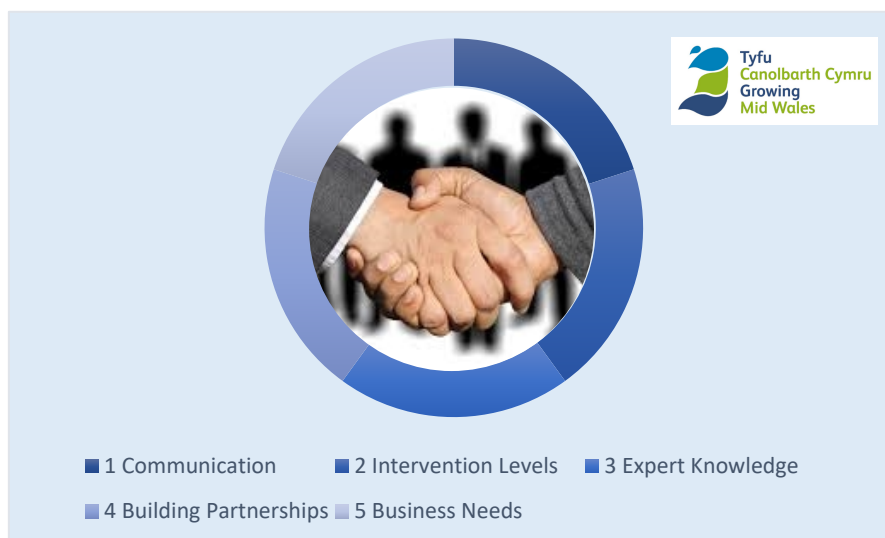 Tyfu
Canolbarth Cymru
Growing
Mid Wales
1 Communication
2 Intervention Levels
3 Expert Knowledge
4 Building Partnerships
5 Business Needs